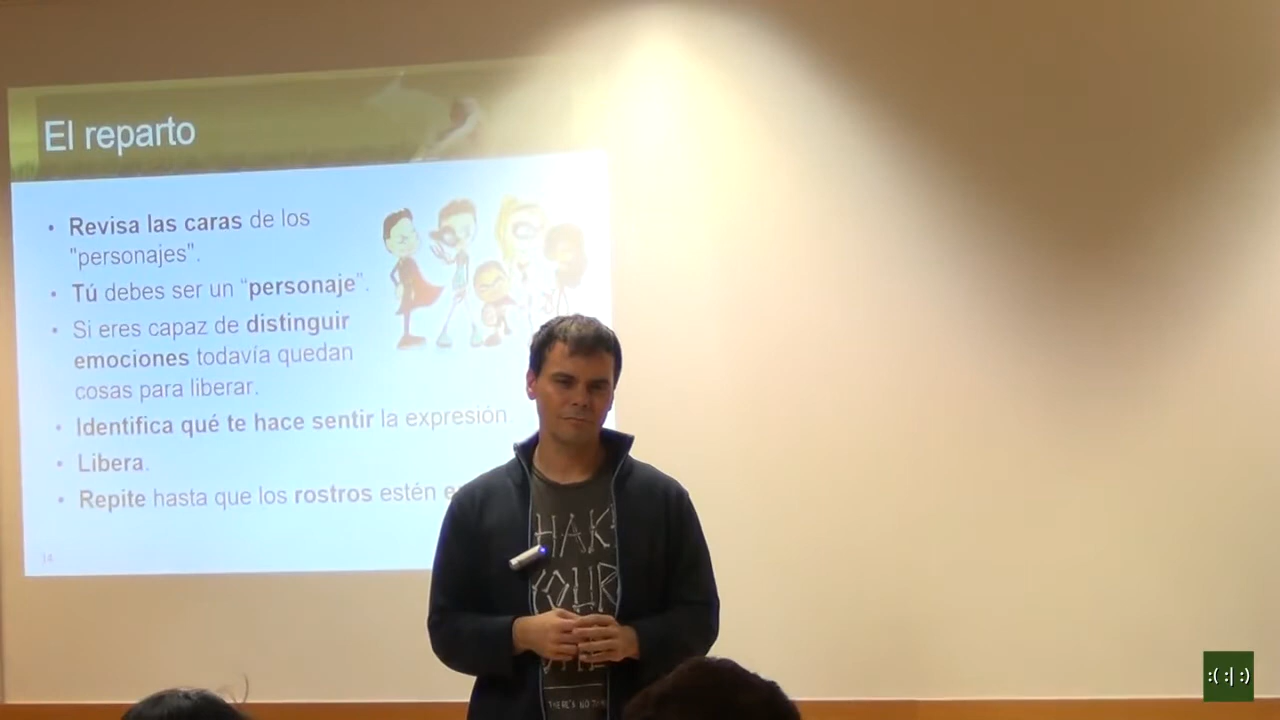 El reparto
• Revisa las caras de los
"personajes".
• Tú debes ser un “personaje”.
• Si eres capaz de distinguir
emociones todavía quedan
cosas para liberar.
• Identifica qué te hace sentir la expresión
• Libera.
• Repite hasta que los rostros estén
14
THERE'S NO
:( :| :)